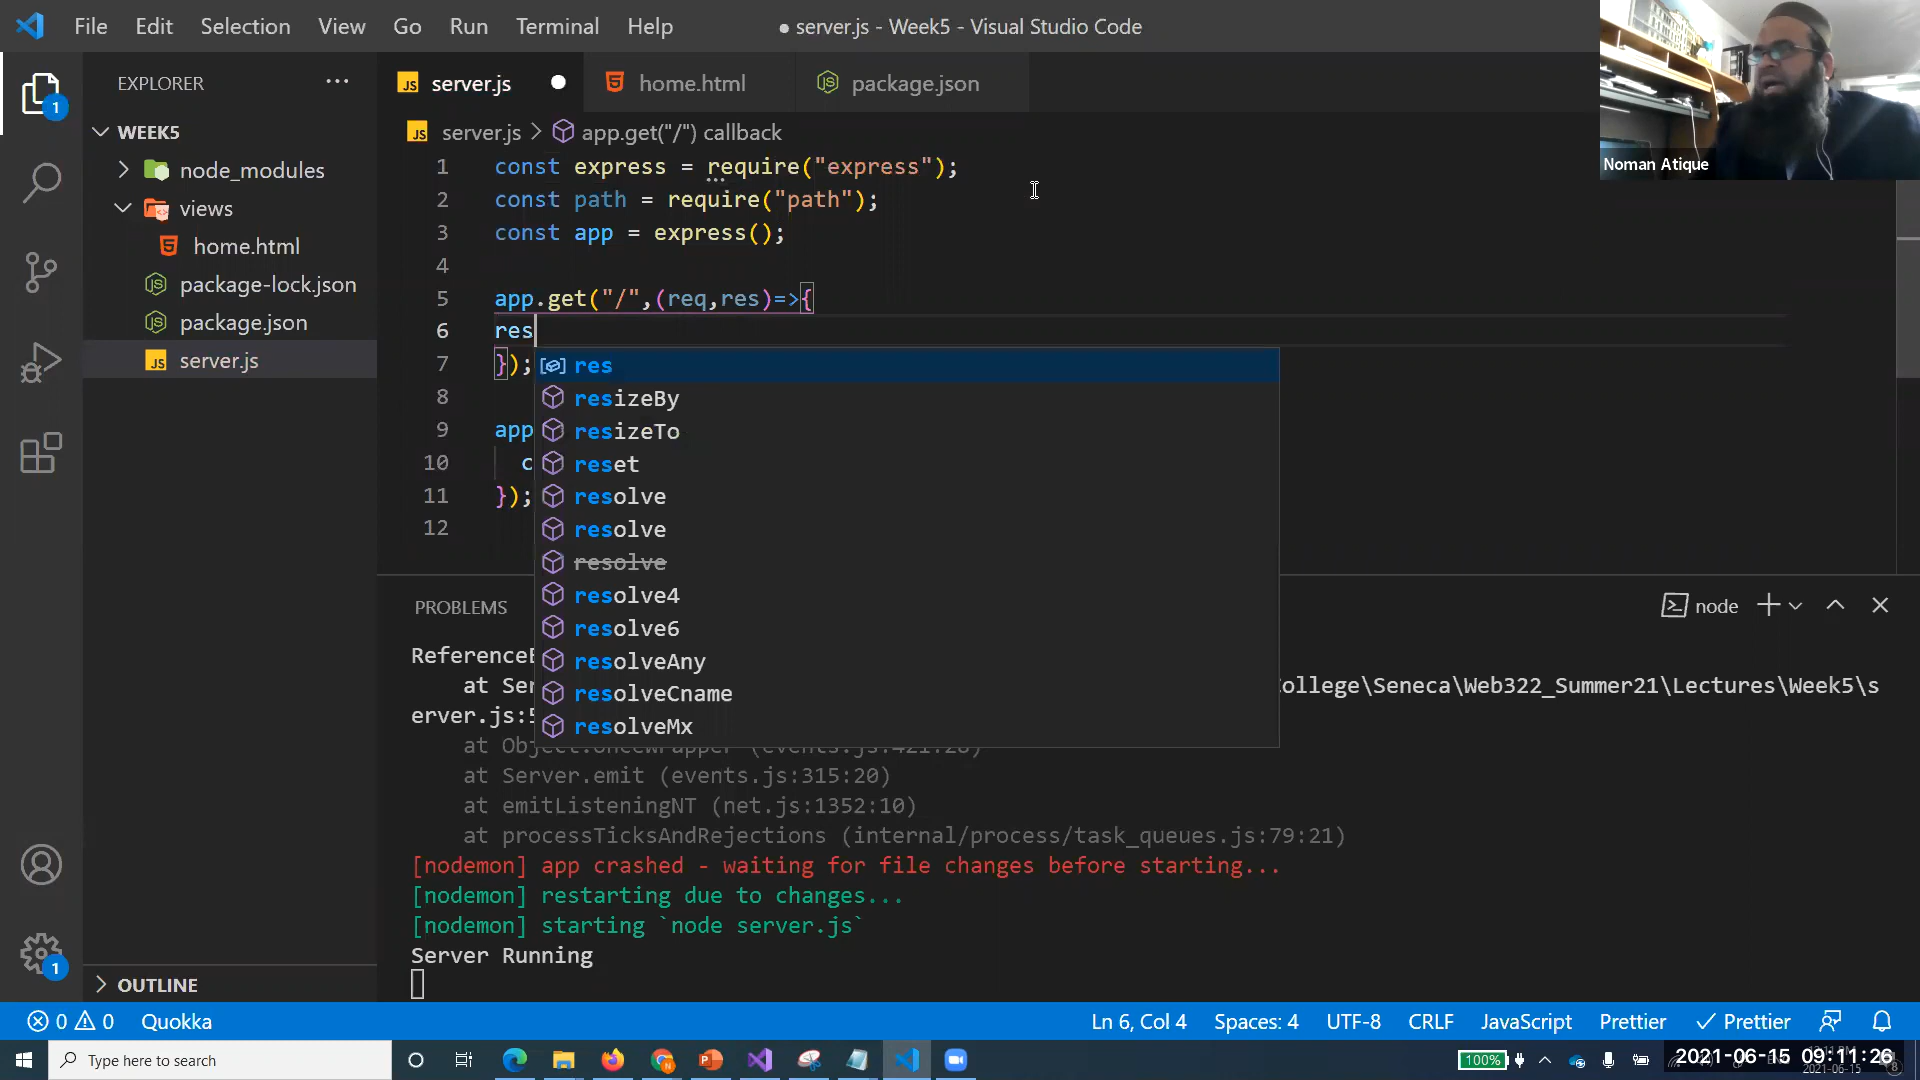 File Edit Selection View Go Run Terminal Help
● server.js - Week5 - Visual Studio Code
Noman Atique
EXPLORER ...
1
WEEK5
node_modules
views
home.html
package-lock.json
package.json
server.js
OUTLINE
1
JS server.js ● home.html package.json
JS server.js > app.get("/") callback
1 const express = require("express");
2 const path = require("path");
3 const app = express();
4
5 app.get("/",(req,res)=>{
6 res
7 });
8
9 app
10 c
11 });
12
res
resizeBy
resizeTo
reset
resolve
resolve
resolve
resolve4
resolve6
resolveAny
resolveCname
resolveMx
PROBLEMS
node
at Ser ollege\Seneca\Web322_Summer21\Lectures\Week5\s
erver.js:5
at Object.onceWrapper (events.js:421:28)
at Server.emit (events.js:315:20)
at emitListeningNT (net.js:1352:10)
at processTicksAndRejections (internal/process/task_queues.js:79:21)
[nodemon] app crashed - waiting for file changes before starting...
[nodemon] restarting due to changes...
[nodemon] starting `node server.js`
Server Running
0 0 Quokka
Ln 6, Col 4 Spaces: 4 UTF-8 CRLF JavaScript Prettier ✓ Prettier
Type here to search
100%
2021-06-15 09:11:26